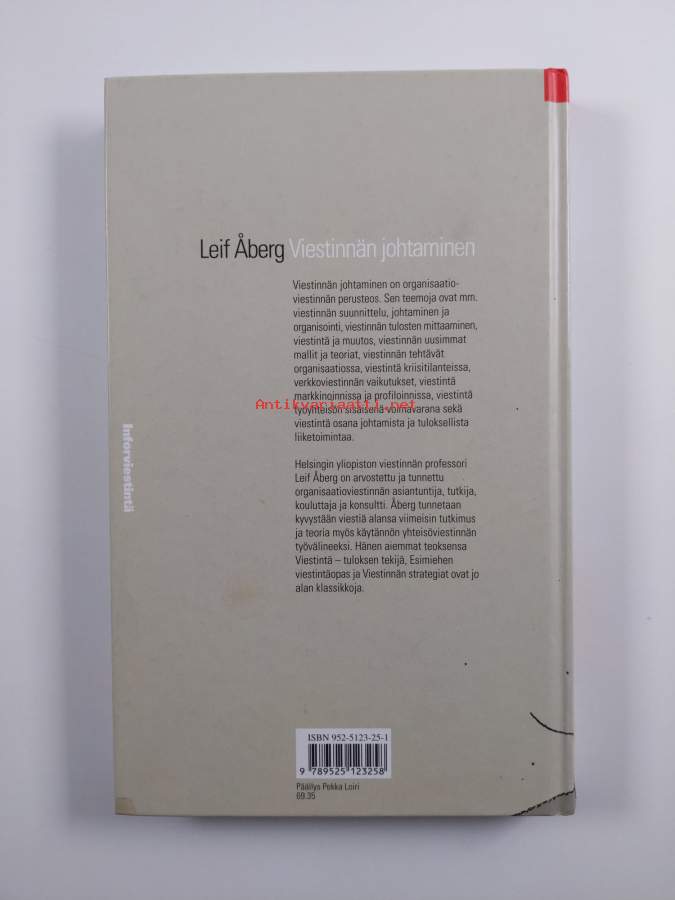 Leif Åberg Viestinnän johtaminen
Viestinnän johtaminen on organisaatio-
viestinnän perusteos. Sen teemoja ovat mm.
viestinnän suunnittelu, johtaminen ja
organisointi, viestinnän tulosten mittaaminen,
viestintä ja muutos, viestinnän uusimmat
mallit ja teoriat, viestinnän tehtävät
organisaatiossa, viestintä kriisitilanteissa,
verkkoviestinnän vaikutukset, viestintä
markkinoinnissa ja profiloinnissa, viestintä
Antikvariaatti.net
työyhteisön sisäisenä voimavarana sekä
viestintä osana johtamista ja tuloksellista
liiketoimintaa.
Helsingin yliopiston viestinnän professori
Leif Åberg on arvostettu ja tunnettu
organisaatioviestinnän asiantuntija, tutkija,
kouluttaja ja konsultti. Åberg tunnetaan
kyvystään viestiä alansa viimeisin tutkimus
ja teoria myös käytännön yhteisöviestinnän
työvälineeksi. Hänen aiemmat teoksensa
Viestintä – tuloksen tekijä, Esimiehen
viestintäopas ja Viestinnän strategiat ovat jo
alan klassikkoja.
Inforviestintä
ISBN 952-5123-25-1
9 789525 123258
Päällys Pekka Loiri
69.35